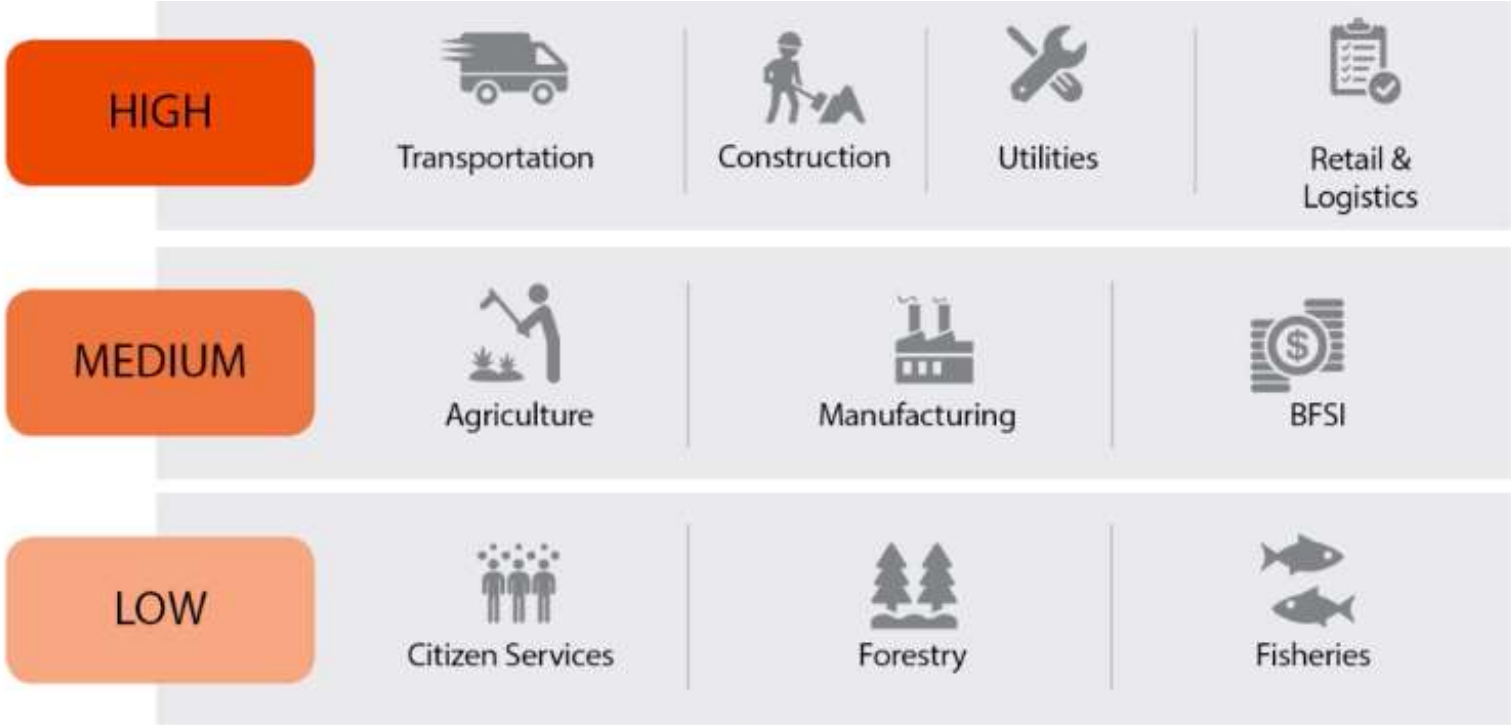 HIGH
Transportation
Construction
Utilities
Retail &
Logistics
MEDIUM
Agriculture
Manufacturing
$
BFSI
LOW
Citizen Services
Forestry
Fisheries